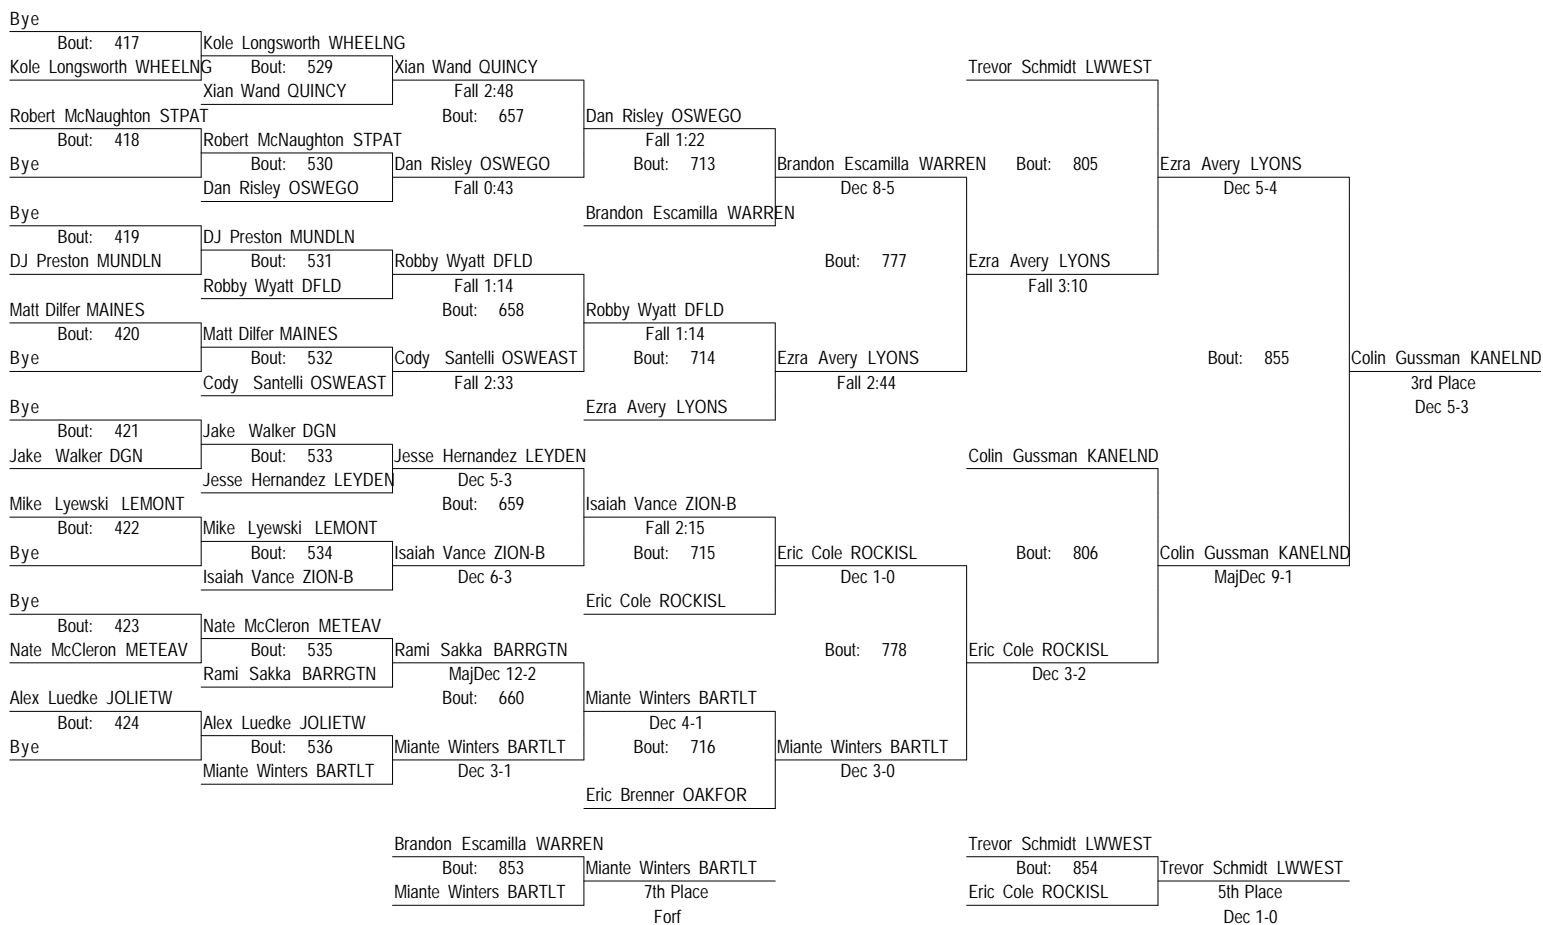 Bye
Bout: 417 Kole Longsworth WHEELNG
Kole Longsworth WHEELNG Bout: 529 Xian Wand QUINCY Trevor Schmidt LWWEST
Xian Wand QUINCY Fall 2:48
Robert McNaughton STPAT Bout: 657 Dan Risley OSWEGO
Bout: 418 Robert McNaughton STPAT Fall 1:22
Bye Bout: 530 Dan Risley OSWEGO Bout: 713 Brandon Escamilla WARREN Bout: 805 Ezra Avery LYONS
Dan Risley OSWEGO Fall 0:43 Dec 8-5 Dec 5-4
Bye Brandon Escamilla WARREN
Bout: 419 DJ Preston MUNDLN
DJ Preston MUNDLN Bout: 531 Robby Wyatt DFLD Bout: 777 Ezra Avery LYONS
Robby Wyatt DFLD Fall 1:14 Fall 3:10
Matt Dilfer MAINES Bout: 658 Robby Wyatt DFLD
Bout: 420 Matt Dilfer MAINES Fall 1:14
Bye Bout: 532 Cody Santelli OSWEAST Bout: 714 Ezra Avery LYONS Bout: 855 Colin Gussman KANELND
Cody Santelli OSWEAST Fall 2:33 Fall 2:44 3rd Place
Bye Ezra Avery LYONS Dec 5-3
Bout: 421 Jake Walker DGN
Jake Walker DGN Bout: 533 Jesse Hernandez LEYDEN Colin Gussman KANELND
Jesse Hernandez LEYDEN Dec 5-3
Mike Lyewski LEMONT Bout: 659 Isaiah Vance ZION-B
Bout: 422 Mike Lyewski LEMONT Fall 2:15
Bye Bout: 534 Isaiah Vance ZION-B Bout: 715 Eric Cole ROCKISL Bout: 806 Colin Gussman KANELND
Isaiah Vance ZION-B Dec 6-3 Dec 1-0 MajDec 9-1
Bye Eric Cole ROCKISL
Bout: 423 Nate McCleron METEAV
Nate McCleron METEAV Bout: 535 Rami Sakka BARRGTN Bout: 778 Eric Cole ROCKISL
Rami Sakka BARRGTN MajDec 12-2 Dec 3-2
Alex Luedke JOLIETW Bout: 660 Miante Winters BARTLT
Bout: 424 Alex Luedke JOLIETW Dec 4-1
Bye Bout: 536 Miante Winters BARTLT Bout: 716 Miante Winters BARTLT
Miante Winters BARTLT Dec 3-1 Dec 3-0
Eric Brenner OAKFOR
Brandon Escamilla WARREN Trevor Schmidt LWWEST
Bout: 853 Miante Winters BARTLT Bout: 854 Trevor Schmidt LWWEST
Miante Winters BARTLT 7th Place Eric Cole ROCKISL 5th Place
Forf Dec 1-0